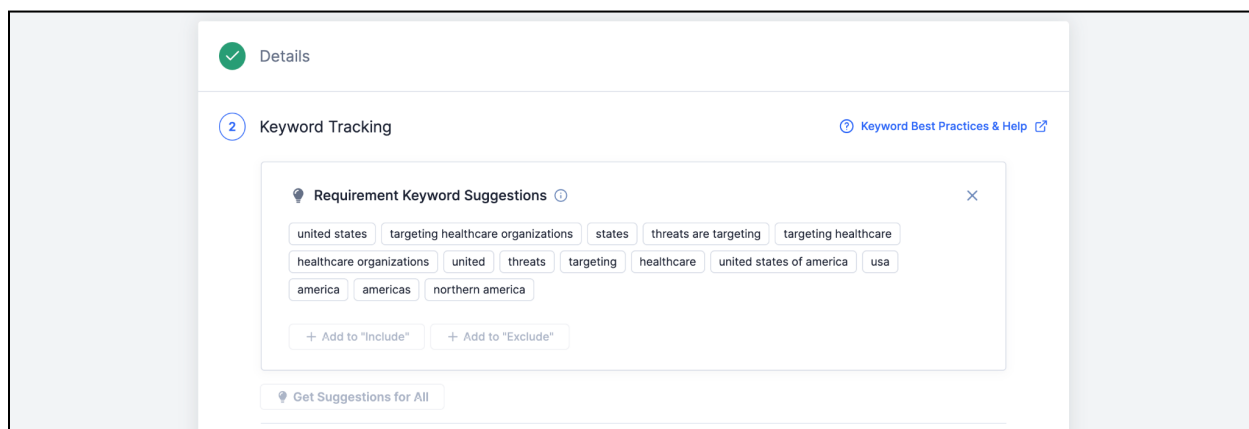 Details
2 Keyword Tracking
Keyword Best Practices & Help
Requirement Keyword Suggestions
united states targeting healthcare organizations states threats are targeting targeting healthcare
healthcare organizations united threats targeting healthcare united states of america usa
america americas northern america
+ Add to "Include" + Add to "Exclude"
Get Suggestions for All